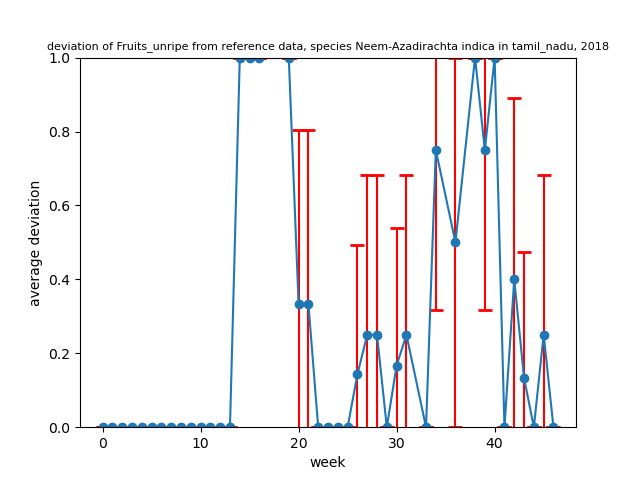 deviation of Fruits_unripe from reference data, species Neem-Azadirachta indica in tamil_nadu, 2018
1.0
0.8
0.6
0.4
0.2
0.0
average deviation
0 10 20 30 40
week